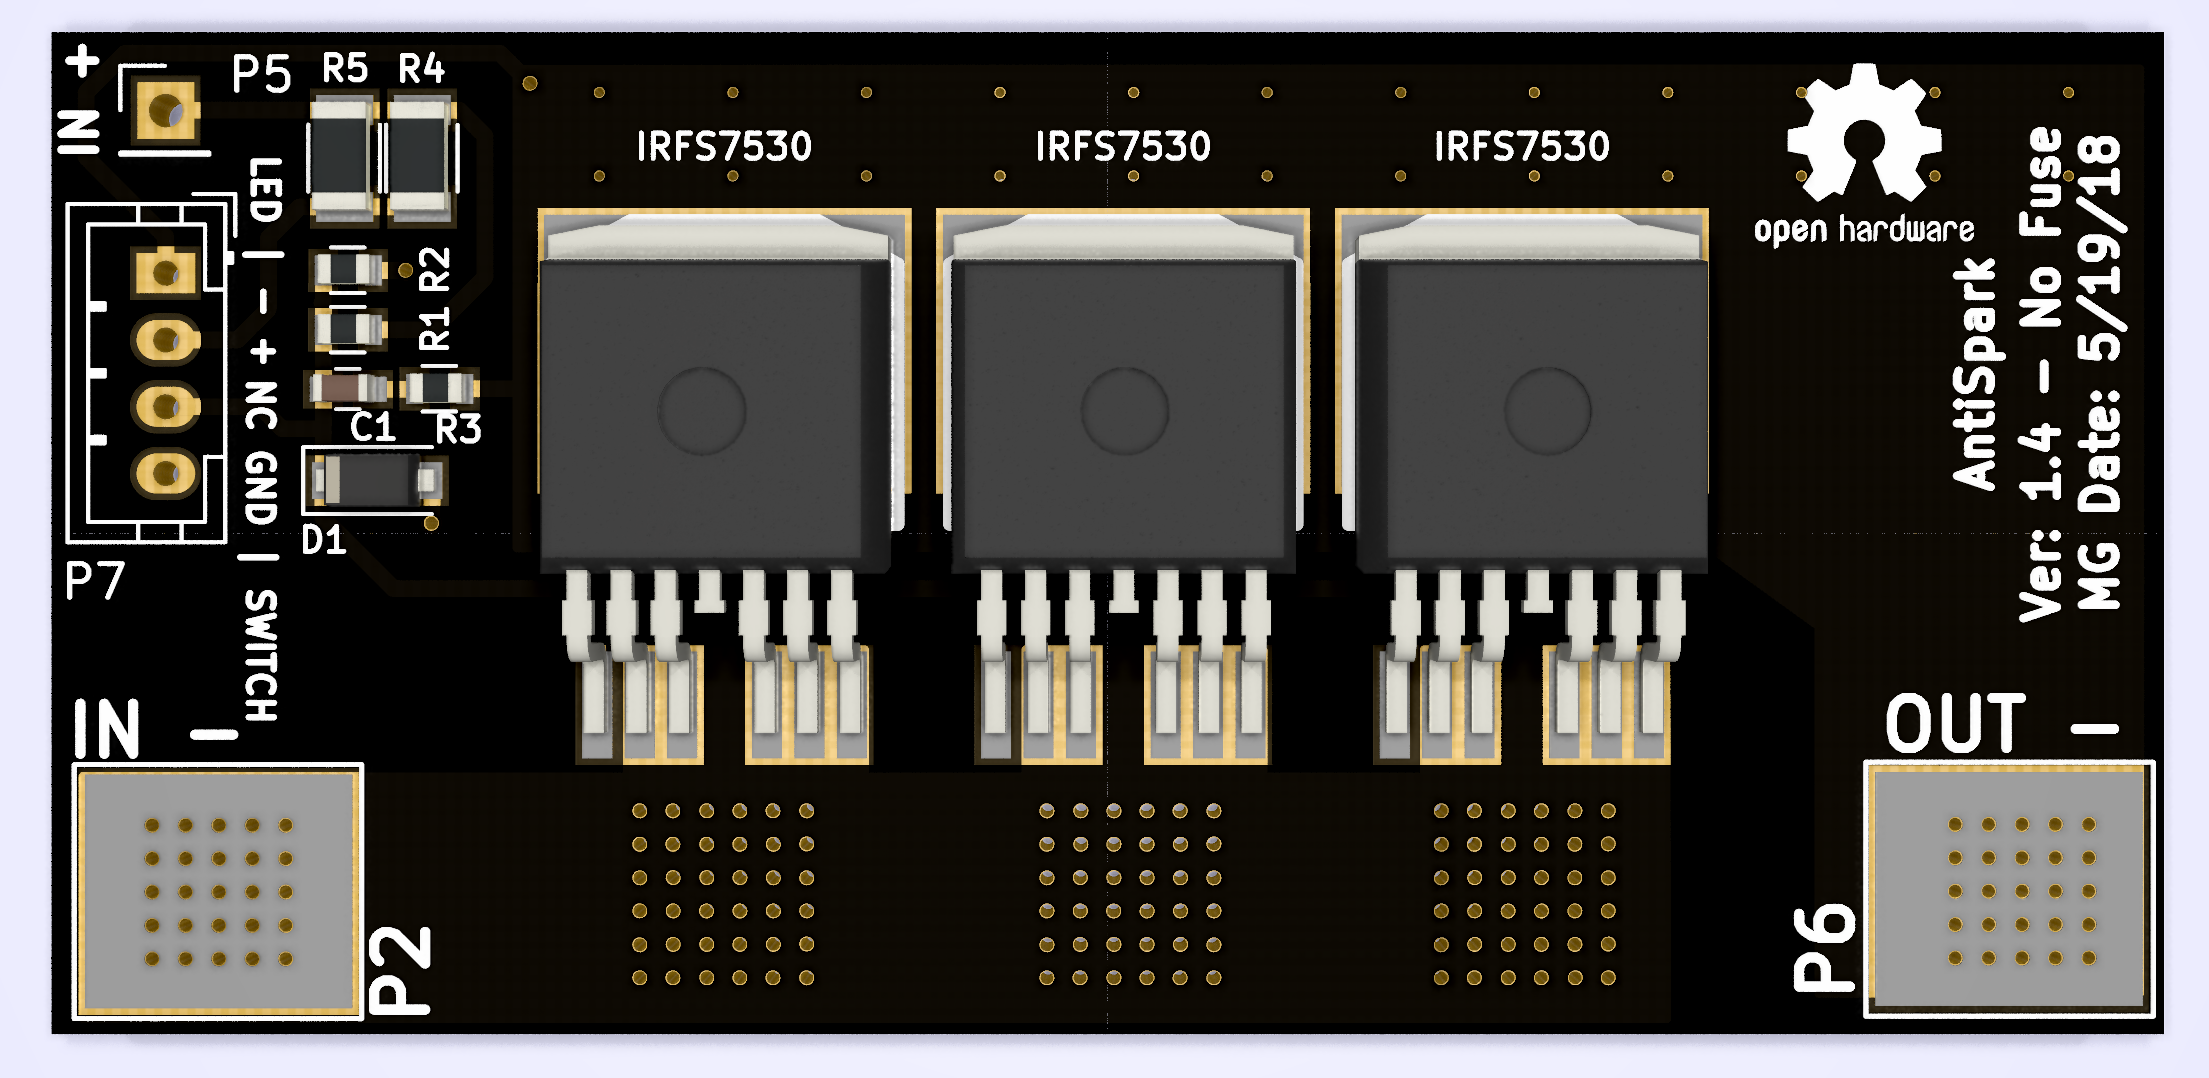 +
IN
P5
R5
R4
LED | - + NC GND | SWITCH
R2
R1
C1
R3
D1
P7
IN -
P2
IRFS7530
IRFS7530
IRFS7530
open hardware
AntiSpark
Ver: 1.4 - No Fuse
MG Date: 5/19/18
OUT -
P6